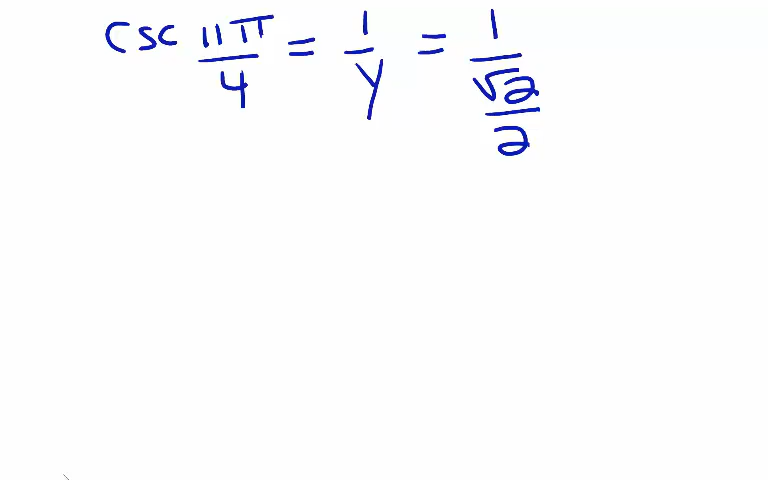 csc 11π/4 = 1/y = 1/(√2/2)